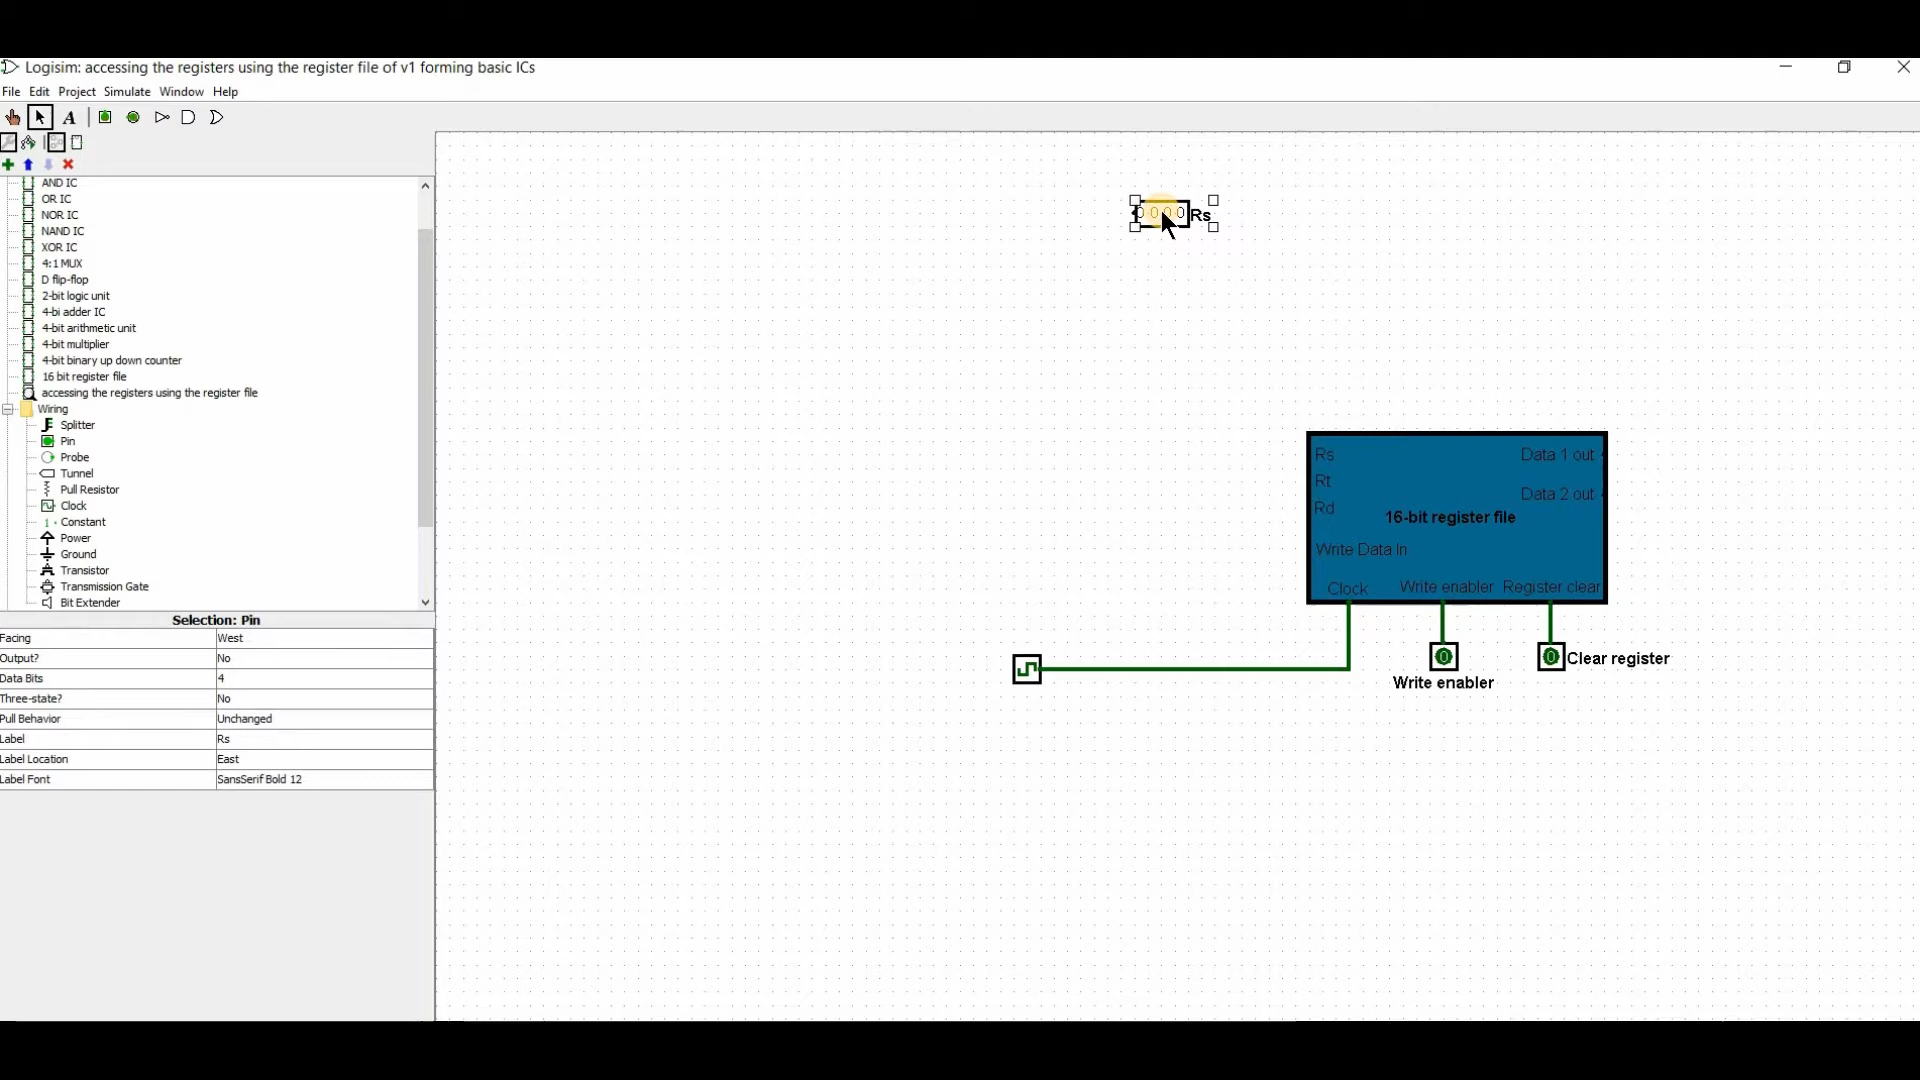 Logisim: accessing the registers using the register file of v1 forming basic ICs
File Edit Project Simulate Window Help
A
AND IC
OR IC
NOR IC
NAND IC
XOR IC
4:1 MUX
D flip-flop
2-bit logic unit
4-bi adder IC
4-bit arithmetic unit
4-bit multiplier
4-bit binary up down counter
16 bit register file
accessing the registers using the register file
Wiring
Splitter
Pin
Probe
Tunnel
Pull Resistor
Clock
1 Constant
Power
Ground
Transistor
Transmission Gate
Bit Extender
Selection: Pin
Facing West
Output? No
Data Bits 4
Three-state? No
Pull Behavior Unchanged
Label Rs
Label Location East
Label Font SansSerif Bold 12
0 0 0 0 Rs
Rs Data 1 out
Rt Data 2 out
Rd 16-bit register file
Write Data In
Clock Write enabler Register clear
0 0 Clear register
Write enabler